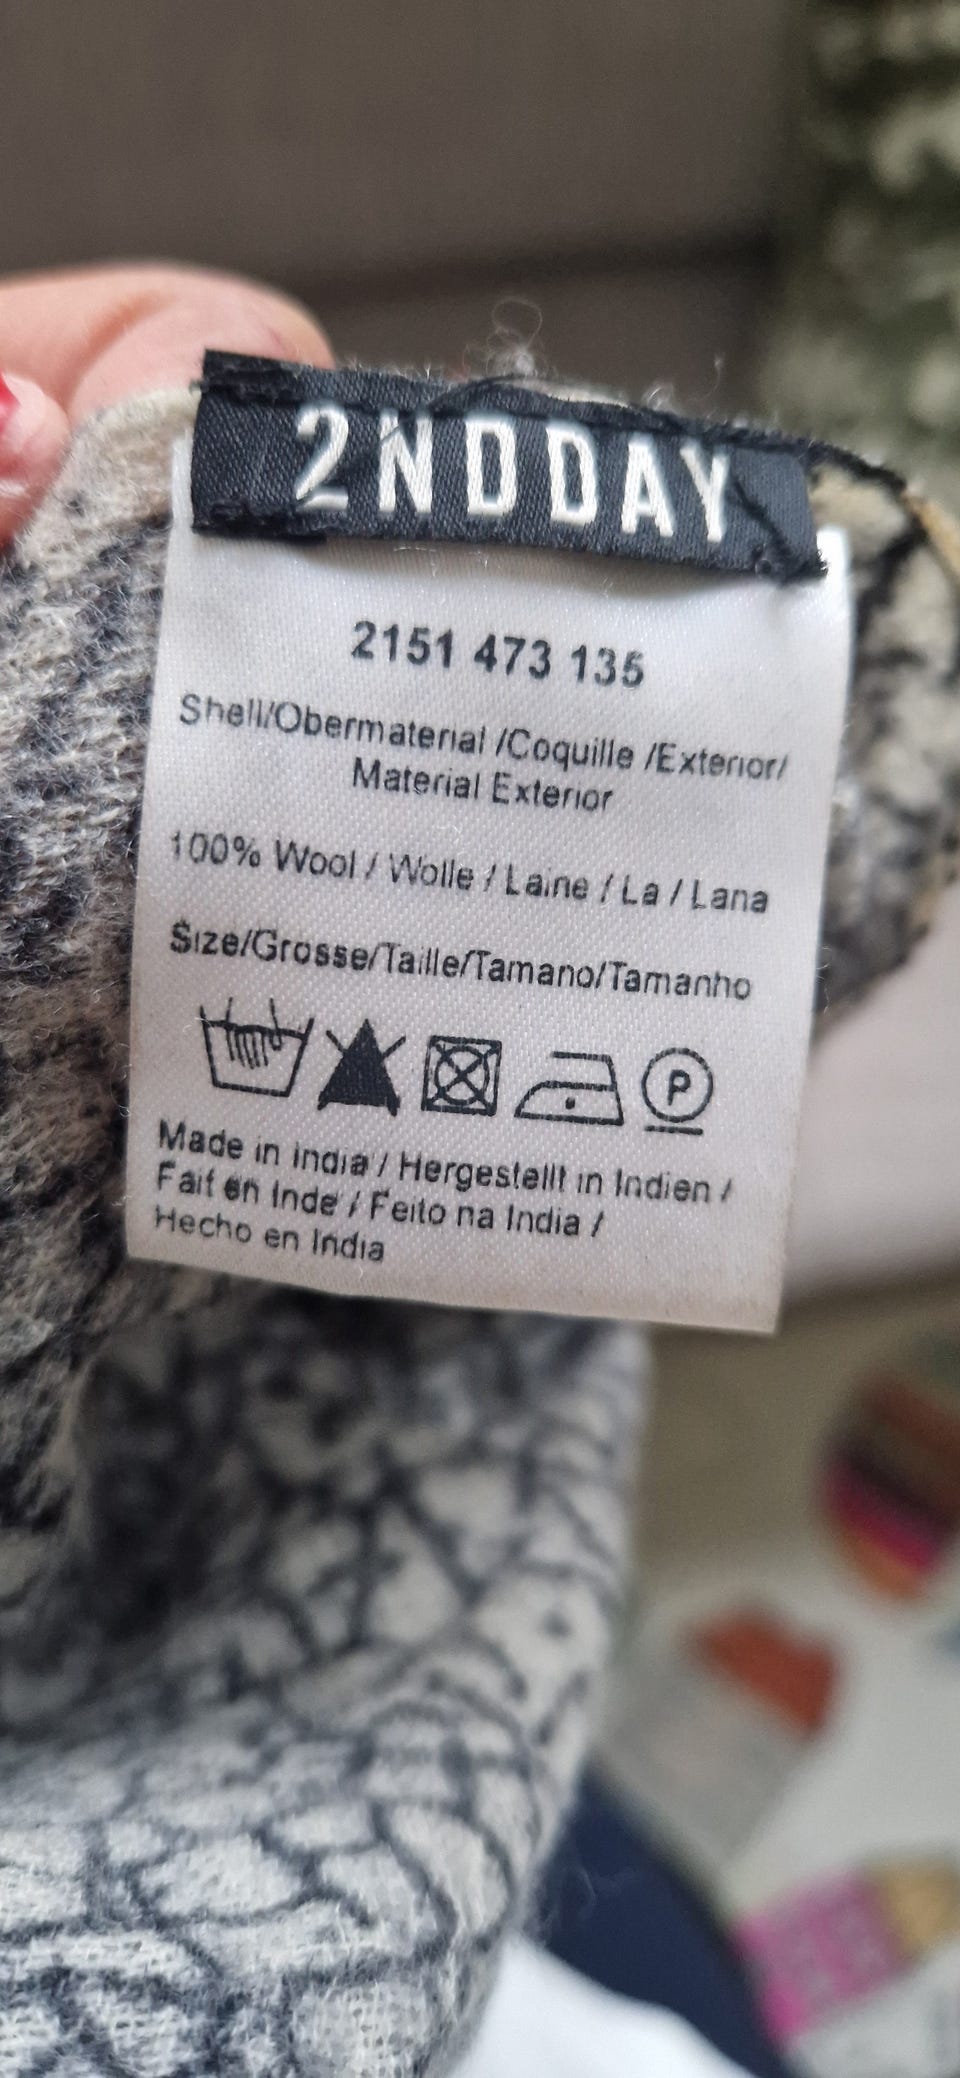 2NDDAY
2151 473 135
Shell/Obermaterial /Coquille /Exterior/
Material Exterior
100% Wool / Wolle / Laine / La / Lana
Size/Grosse/Taille/Tamano/Tamanho
P
Made in India / Hergestellt in Indien /
Fait en Inde / Feito na India /
Hecho en India